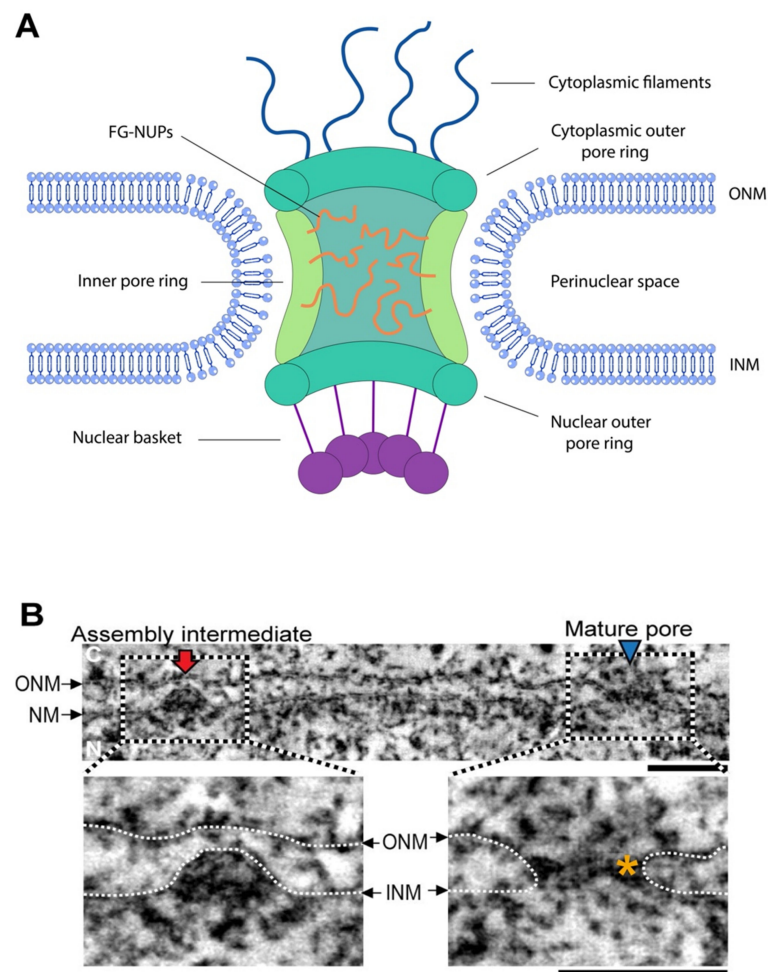 A
Cytoplasmic filaments
FG-NUPs
Cytoplasmic outer
pore ring
ONM
Inner pore ring
Perinuclear space
INM
Nuclear basket
Nuclear outer
pore ring
B
Assembly intermediate
Mature pore
C
ONM
NM
N
ONM
*
INM